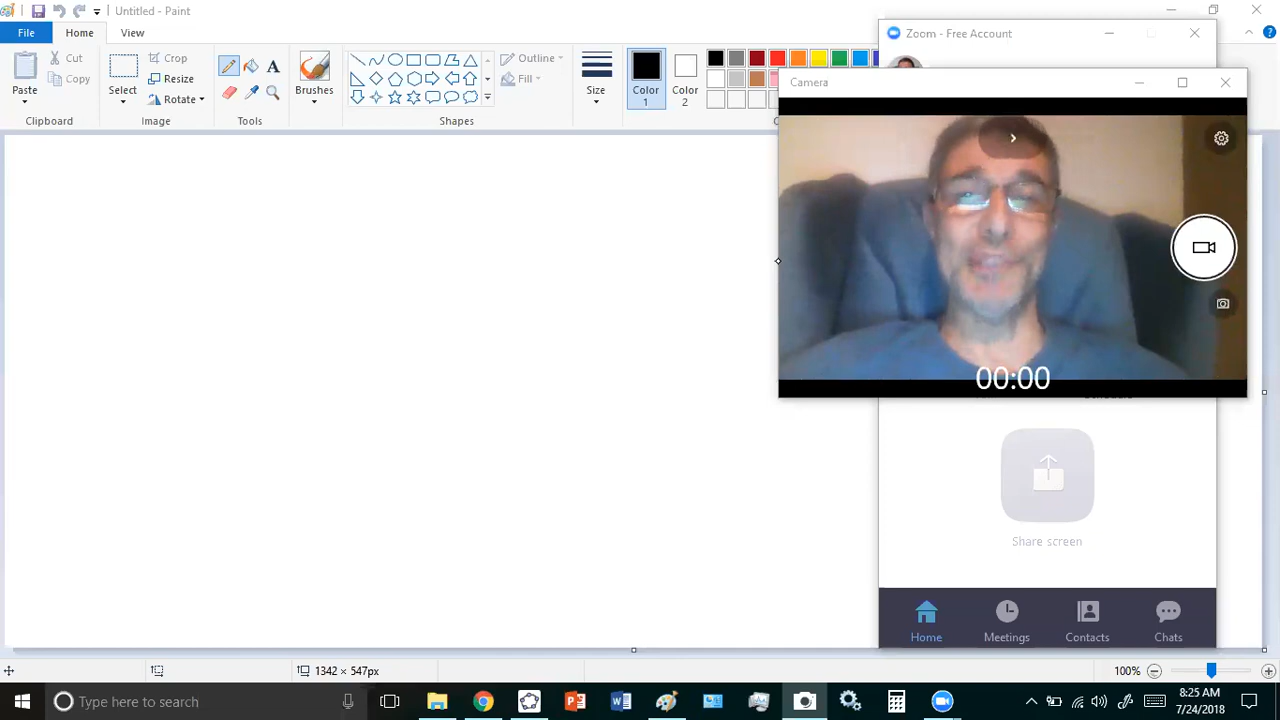 Untitled - Paint
File
Home
View
Paste
Cut
Copy
Clipboard
Crop
Resize
Rotate
Image
Tools
Brushes
Shapes
Outline
Fill
Size
Color 1
Color 2
Zoom - Free Account
Camera
00:00
Share screen
Home
Meetings
Contacts
Chats
1342 × 547px
100%
Type here to search
8:25 AM
7/24/2018